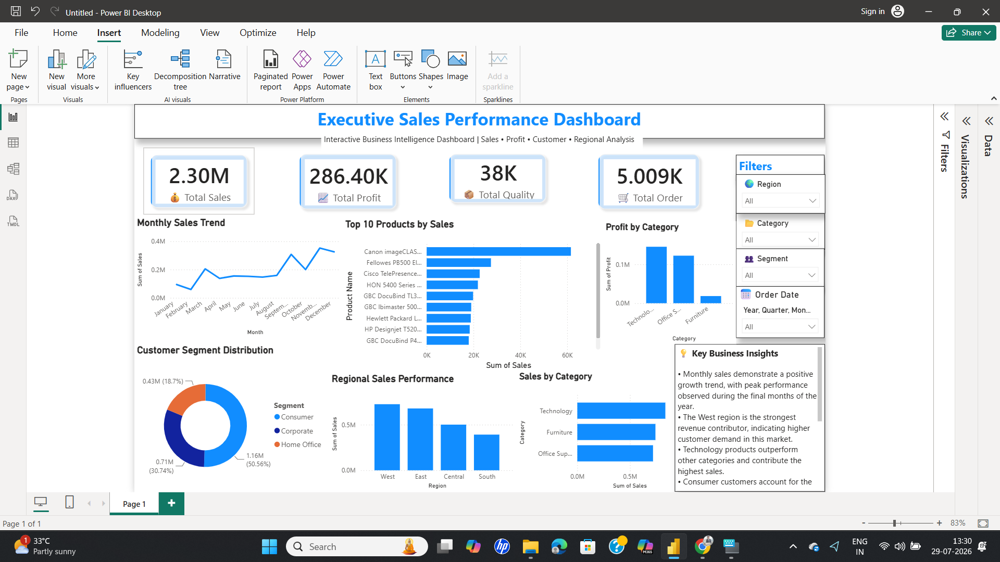 Untitled - Power BI Desktop
Sign in
File
Home
Insert
Modeling
View
Optimize
Help
Share
New page
New visual
More visuals
Key influencers
Decomposition tree
Narrative
Paginated report
Power Apps
Power Automate
Text box
Buttons
Shapes
Image
Add a sparkline
Pages
Visuals
AI visuals
Power Platform
Elements
Sparklines
DAX
TMDL
Executive Sales Performance Dashboard
Interactive Business Intelligence Dashboard | Sales • Profit • Customer • Regional Analysis
2.30M
Total Sales
286.40K
Total Profit
38K
Total Quality
5.009K
Total Order
Filters
Region
All
Category
All
Segment
All
Order Date
Year, Quarter, Mon...
All
Filters
Visualizations
Data
Monthly Sales Trend
Sum of Sales
0.4M
0.2M
0.0M
January
February
March
April
May
June
July
August
Septem...
October
Novemb...
December
Month
Top 10 Products by Sales
Product Name
Canon imageCLAS...
Fellowes PB500 El...
Cisco TelePresence...
HON 5400 Series ...
GBC DocuBind TL3...
GBC Ibimaster 500...
Hewlett Packard L...
HP Designjet T520...
GBC DocuBind P4...
0K
20K
40K
60K
Sum of Sales
Profit by Category
Sum of Profit
0.1M
0.0M
Technolo...
Office S...
Furniture
Category
Customer Segment Distribution
0.43M (18.7%)
0.71M
(30.74%)
1.16M
(50.56%)
Segment
Consumer
Corporate
Home Office
Regional Sales Performance
Sum of Sales
0.5M
0.0M
West
East
Central
South
Region
Sales by Category
Category
Technology
Furniture
Office Sup...
0.0M
0.5M
Sum of Sales
Key Business Insights
• Monthly sales demonstrate a positive
growth trend, with peak performance
observed during the final months of the
year.
• The West region is the strongest
revenue contributor, indicating higher
customer demand in this market.
• Technology products outperform
other categories and contribute the
highest sales.
• Consumer customers account for the
Page 1
Page 1 of 1
- + 83%
1
33°C
Partly sunny
Search
hp
M365
ENG
IN
13:30
29-07-2026